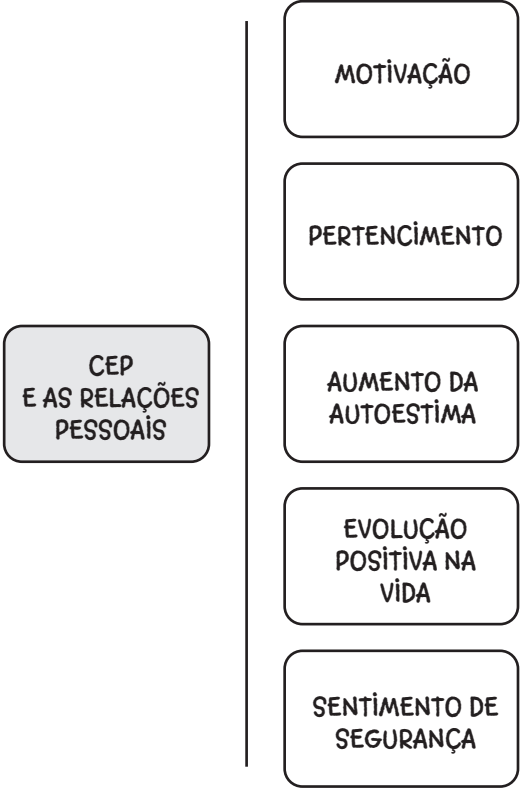 CEP
E AS RELAÇÕES
PESSOAIS
MOTIVAÇÃO
PERTENCIMENTO
AUMENTO DA
AUTOESTIMA
EVOLUÇÃO
POSITIVA NA
VIDA
SENTIMENTO DE
SEGURANÇA